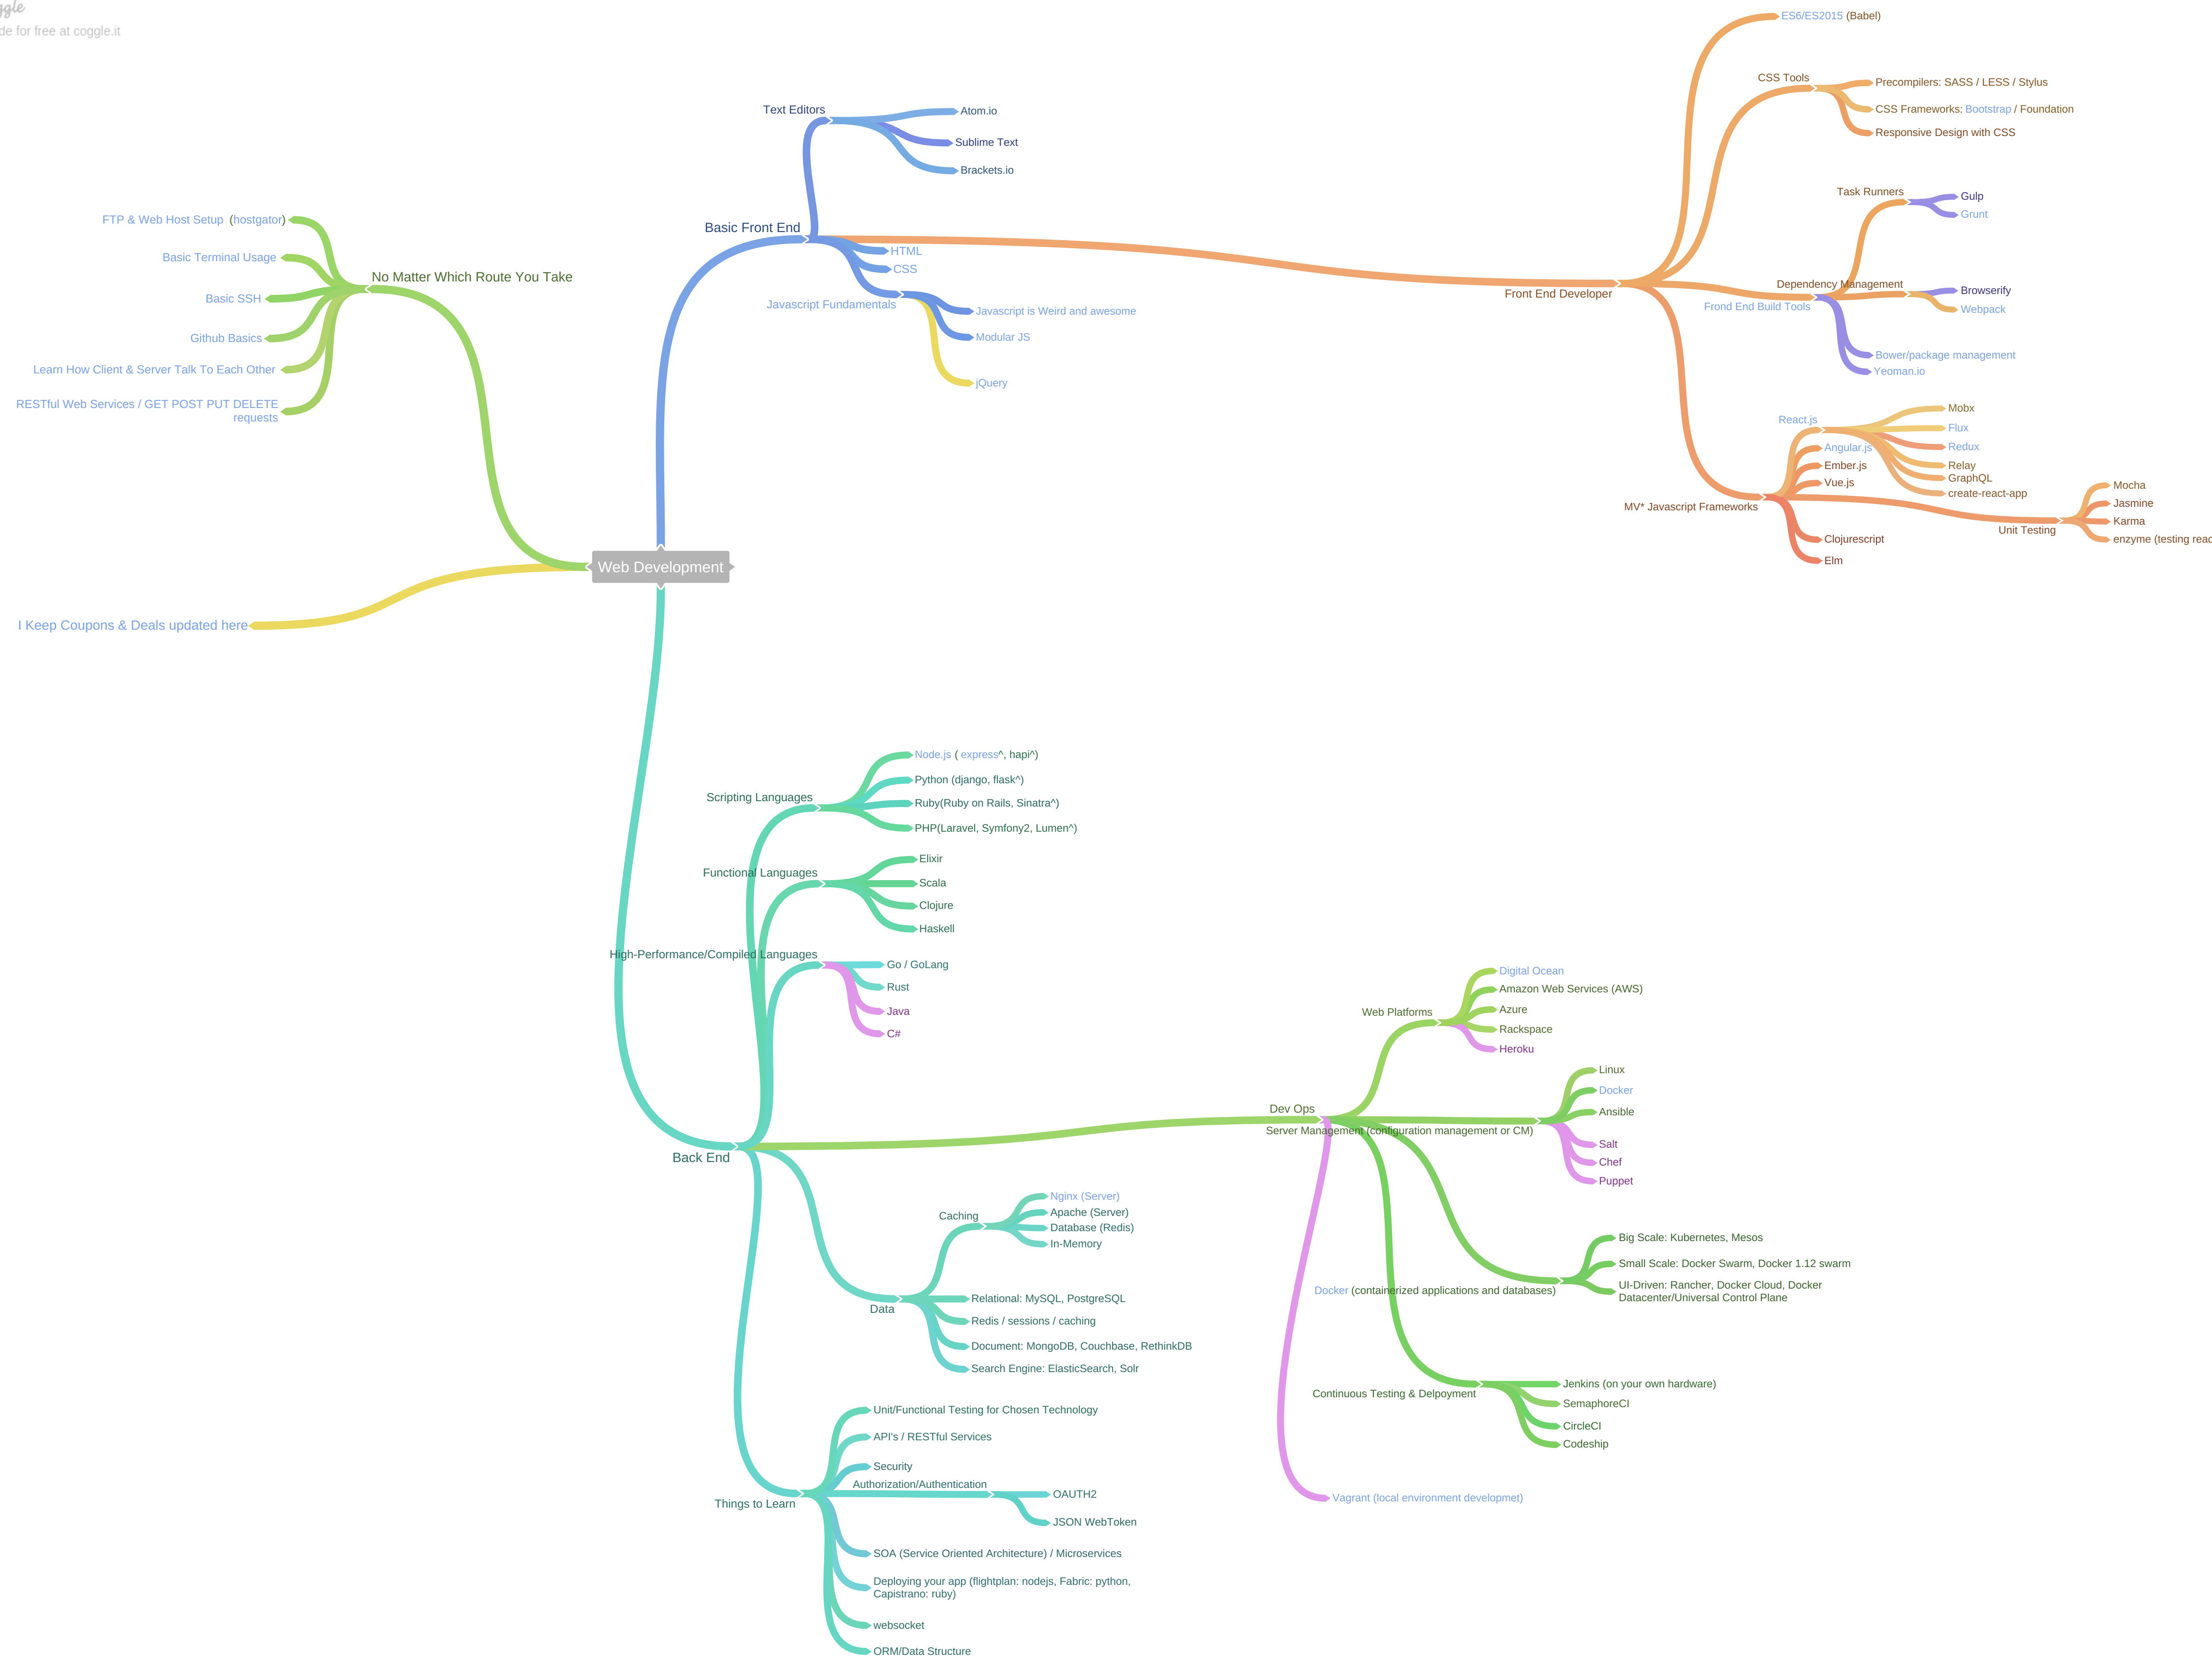 ggle
de for free at coggle.it
Web Development
No Matter Which Route You Take
FTP & Web Host Setup (hostgator)
Basic Terminal Usage
Basic SSH
Github Basics
Learn How Client & Server Talk To Each Other
RESTful Web Services / GET POST PUT DELETE
requests
I Keep Coupons & Deals updated here
Basic Front End
Text Editors
Atom.io
Sublime Text
Brackets.io
HTML
CSS
Javascript Fundamentals
Javascript is Weird and awesome
Modular JS
jQuery
Front End Developer
ES6/ES2015 (Babel)
CSS Tools
Precompilers: SASS / LESS / Stylus
CSS Frameworks: Bootstrap / Foundation
Responsive Design with CSS
Frond End Build Tools
Task Runners
Gulp
Grunt
Dependency Management
Browserify
Webpack
Bower/package management
Yeoman.io
MV* Javascript Frameworks
React.js
Mobx
Flux
Redux
Relay
GraphQL
create-react-app
Angular.js
Ember.js
Vue.js
Unit Testing
Mocha
Jasmine
Karma
enzyme (testing reac
Clojurescript
Elm
Back End
Scripting Languages
Node.js ( express^, hapi^)
Python (django, flask^)
Ruby(Ruby on Rails, Sinatra^)
PHP(Laravel, Symfony2, Lumen^)
Functional Languages
Elixir
Scala
Clojure
Haskell
High-Performance/Compiled Languages
Go / GoLang
Rust
Java
C#
Dev Ops
Web Platforms
Digital Ocean
Amazon Web Services (AWS)
Azure
Rackspace
Heroku
Server Management (configuration management or CM)
Linux
Docker
Ansible
Salt
Chef
Puppet
Docker (containerized applications and databases)
Big Scale: Kubernetes, Mesos
Small Scale: Docker Swarm, Docker 1.12 swarm
UI-Driven: Rancher, Docker Cloud, Docker
Datacenter/Universal Control Plane
Continuous Testing & Delpoyment
Jenkins (on your own hardware)
SemaphoreCI
CircleCI
Codeship
Vagrant (local environment developmet)
Data
Caching
Nginx (Server)
Apache (Server)
Database (Redis)
In-Memory
Relational: MySQL, PostgreSQL
Redis / sessions / caching
Document: MongoDB, Couchbase, RethinkDB
Search Engine: ElasticSearch, Solr
Things to Learn
Unit/Functional Testing for Chosen Technology
API's / RESTful Services
Security
Authorization/Authentication
OAUTH2
JSON WebToken
SOA (Service Oriented Architecture) / Microservices
Deploying your app (flightplan: nodejs, Fabric: python,
Capistrano: ruby)
websocket
ORM/Data Structure